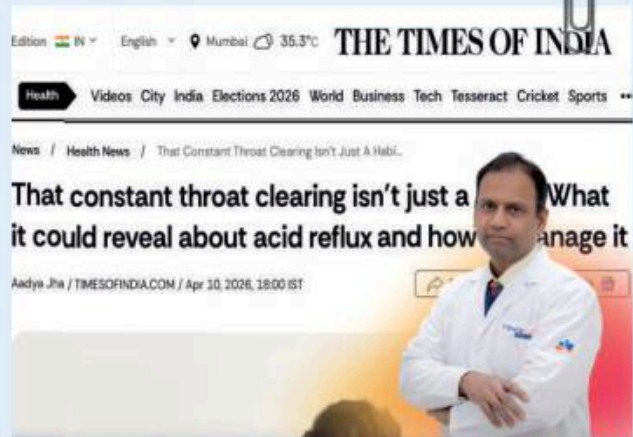 Edition IN English Mumbai 35.3°C THE TIMES OF INDIA
Health Videos City India Elections 2026 World Business Tech Tesseract Cricket Sports
News / Health News / That Constant Throat Clearing Isn't Just A Habi..
That constant throat clearing isn't just a What
it could reveal about acid reflux and how anage it
Aadya Jha / TIMESOFINDIA.COM / Apr 10, 2026, 18:00 IST